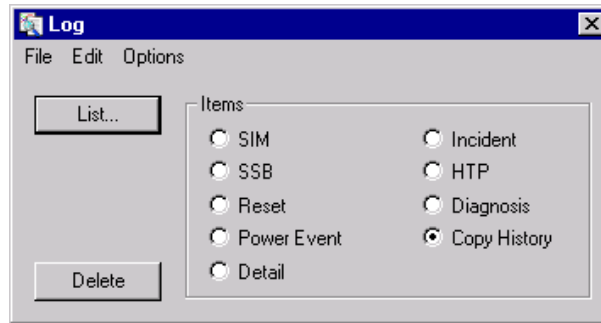 Log
File Edit Options
List...
Items
SIM Incident
SSB HTP
Reset Diagnosis
Power Event Copy History
Detail
Delete